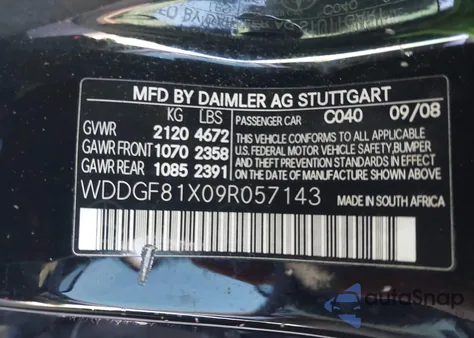 MFD BY DAIMLER AG STUTTGART
KG LBS PASSENGER CAR C040 09/08
GVWR 2120 4672
GAWR FRONT 1070 2358
GAWR REAR 1085 2391
THIS VEHICLE CONFORMS TO ALL APPLICABLE
U.S. FEDERAL MOTOR VEHICLE SAFETY, BUMPER
AND THEFT PREVENTION STANDARDS IN EFFECT
ON THE DATE OF MANUFACTURE SHOWN ABOVE.
WDDGF81X09R057143 MADE IN SOUTH AFRICA
autoSnap